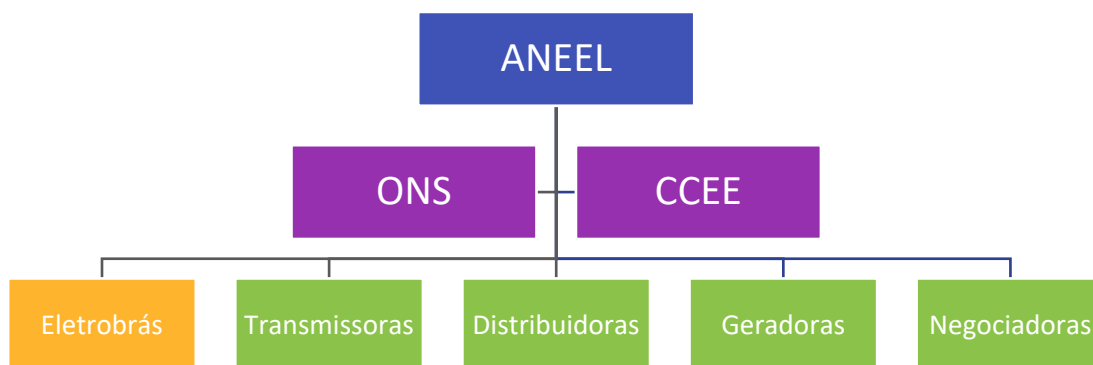 ANEEL
ONS
CCEE
Eletrobrás
Transmissoras
Distribuidoras
Geradoras
Negociadoras